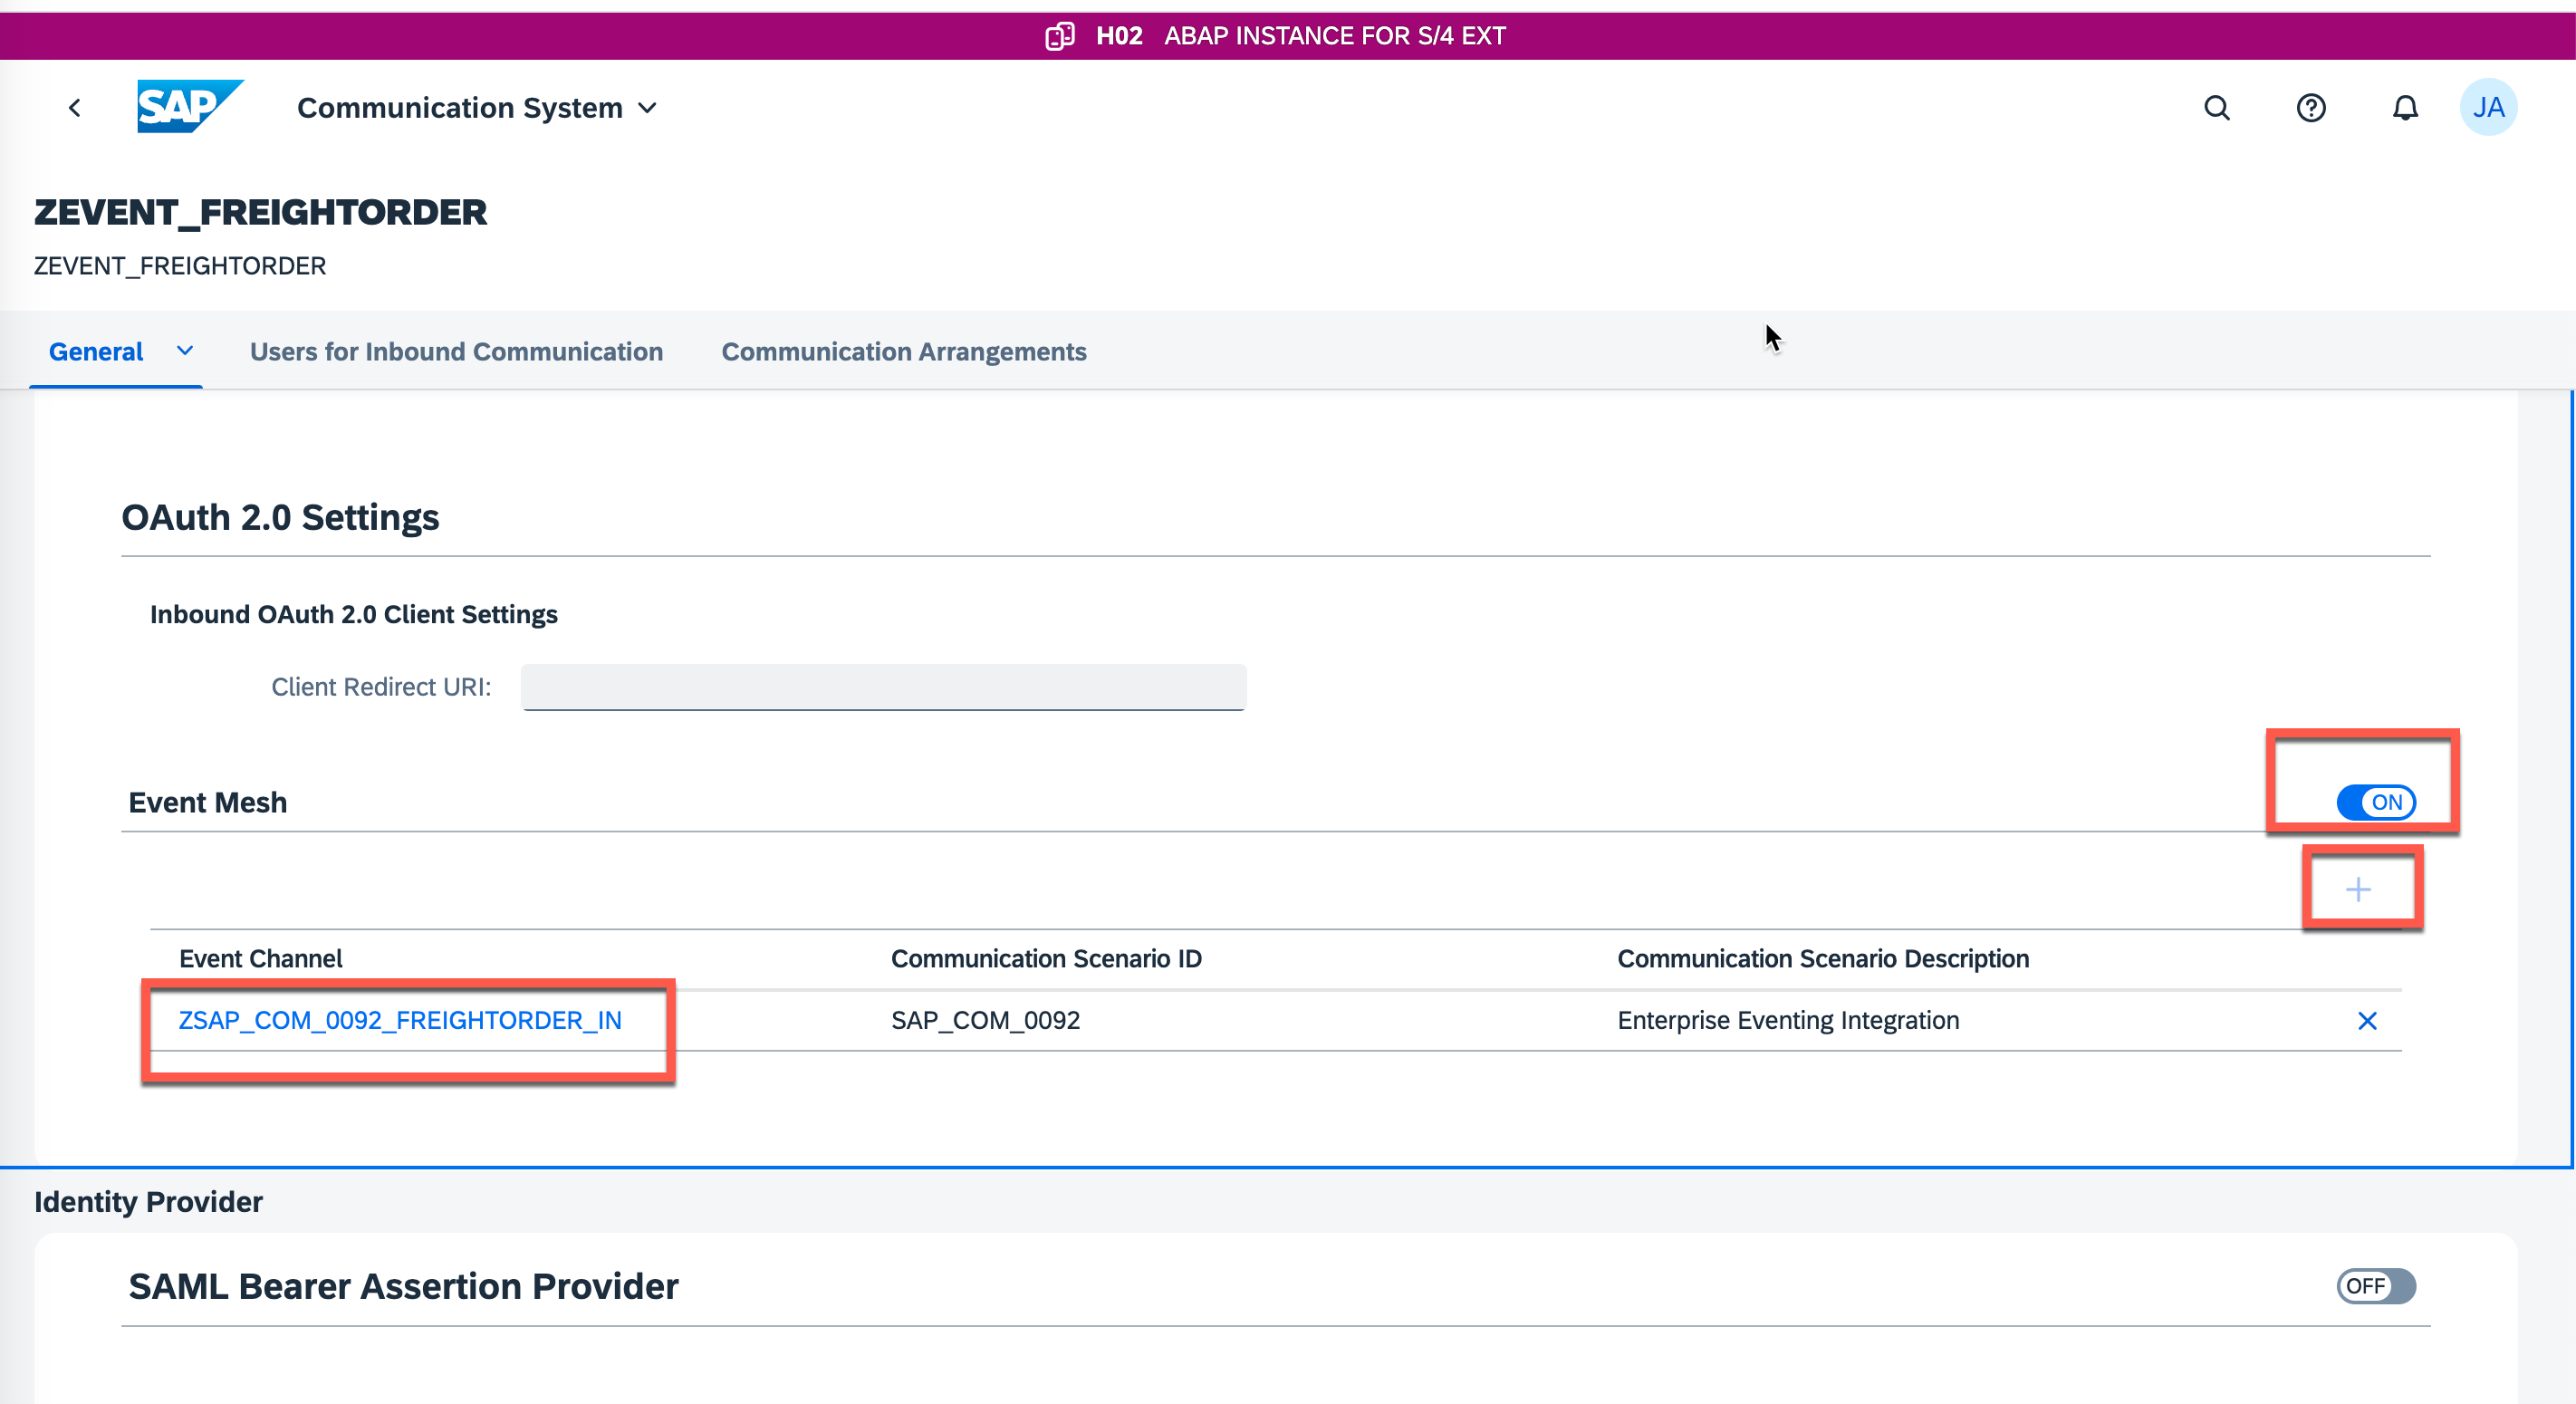 H02 ABAP INSTANCE FOR S/4 EXT
SAP Communication System JA
ZEVENT_FREIGHTORDER
ZEVENT_FREIGHTORDER
General Users for Inbound Communication Communication Arrangements
OAuth 2.0 Settings
Inbound OAuth 2.0 Client Settings
Client Redirect URI:
Event Mesh ON
Event Channel Communication Scenario ID Communication Scenario Description
ZSAP_COM_0092_FREIGHTORDER_IN SAP_COM_0092 Enterprise Eventing Integration
Identity Provider
SAML Bearer Assertion Provider OFF